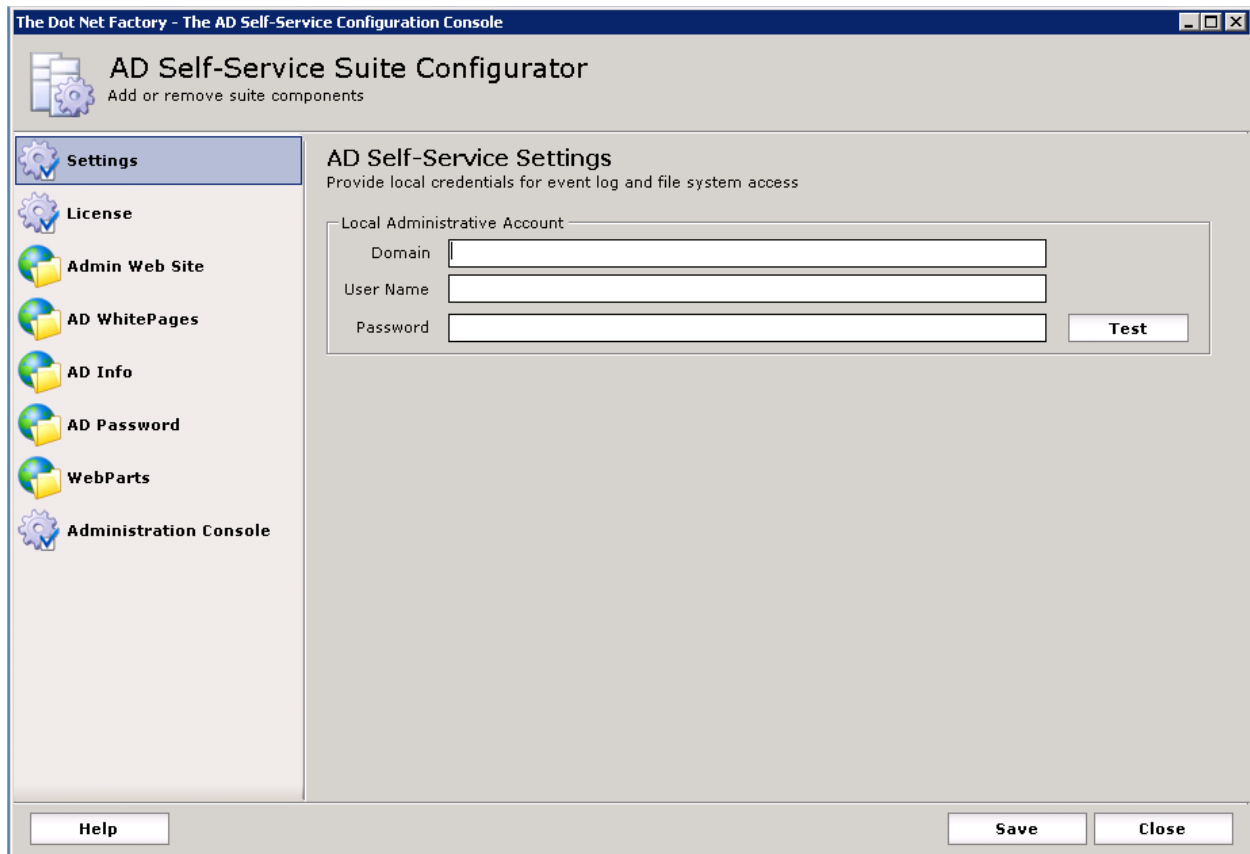 The Dot Net Factory - The AD Self-Service Configuration Console
AD Self-Service Suite Configurator
Add or remove suite components
Settings
License
Admin Web Site
AD WhitePages
AD Info
AD Password
WebParts
Administration Console
AD Self-Service Settings
Provide local credentials for event log and file system access
Local Administrative Account
Domain
User Name
Password
Test
Help
Save
Close